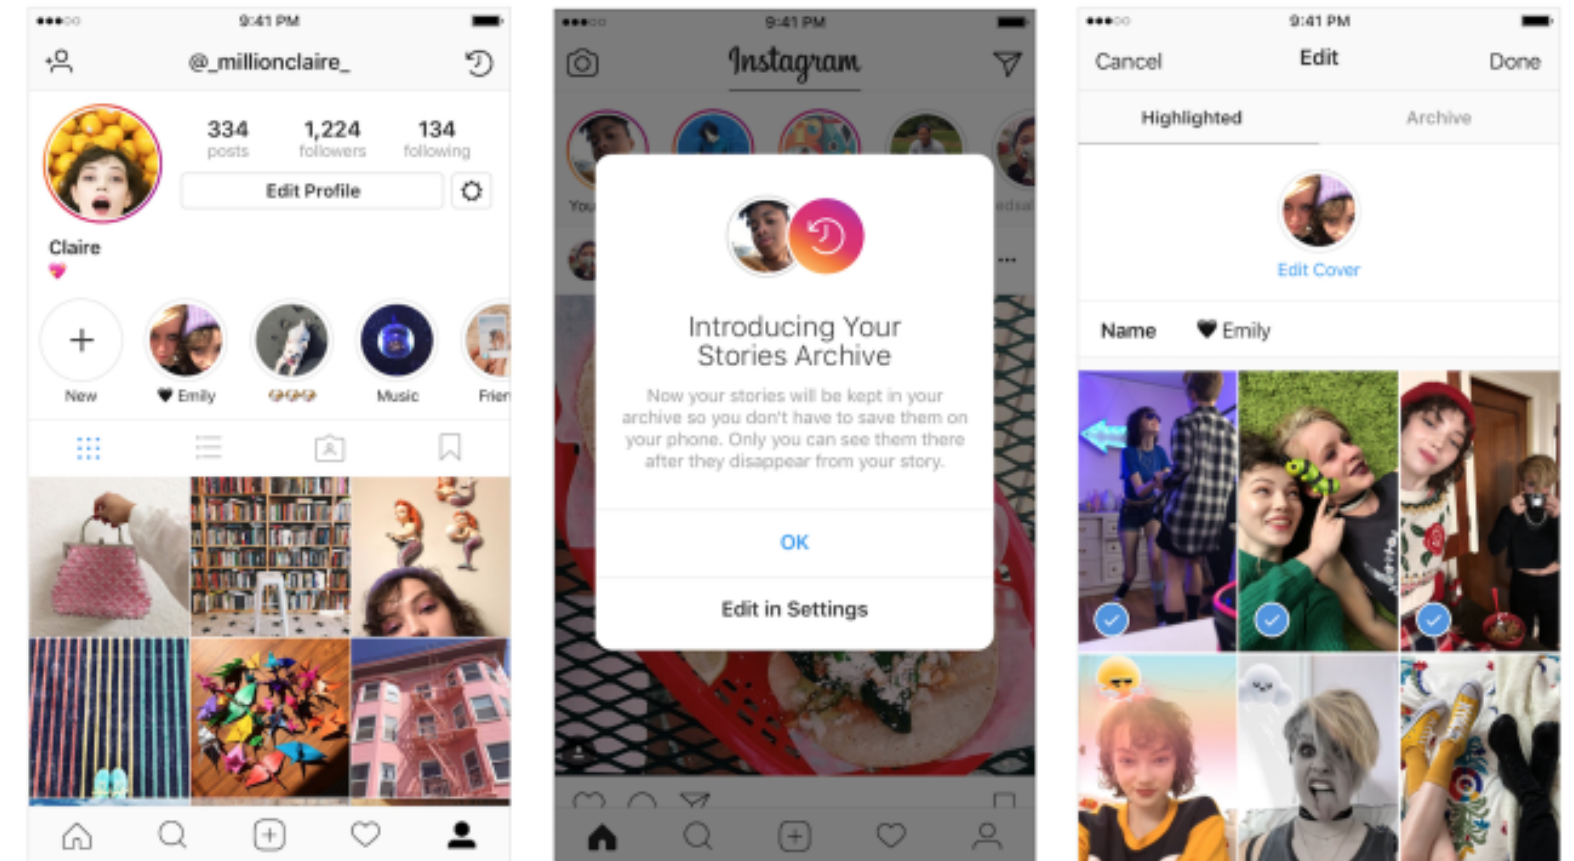 9:41 PM
@_millionclaire_
334
1,224
134
posts
followers
following
Edit Profile
Claire
New
🖤 Emily
🐶🐶🐶
Music
Frien
9:41 PM
Instagram
You
edsal
Introducing Your
Stories Archive
Now your stories will be kept in your
archive so you don't have to save them on
your phone. Only you can see them there
after they disappear from your story.
OK
Edit in Settings
9:41 PM
Cancel
Edit
Done
Highlighted
Archive
Edit Cover
Name
🖤 Emily